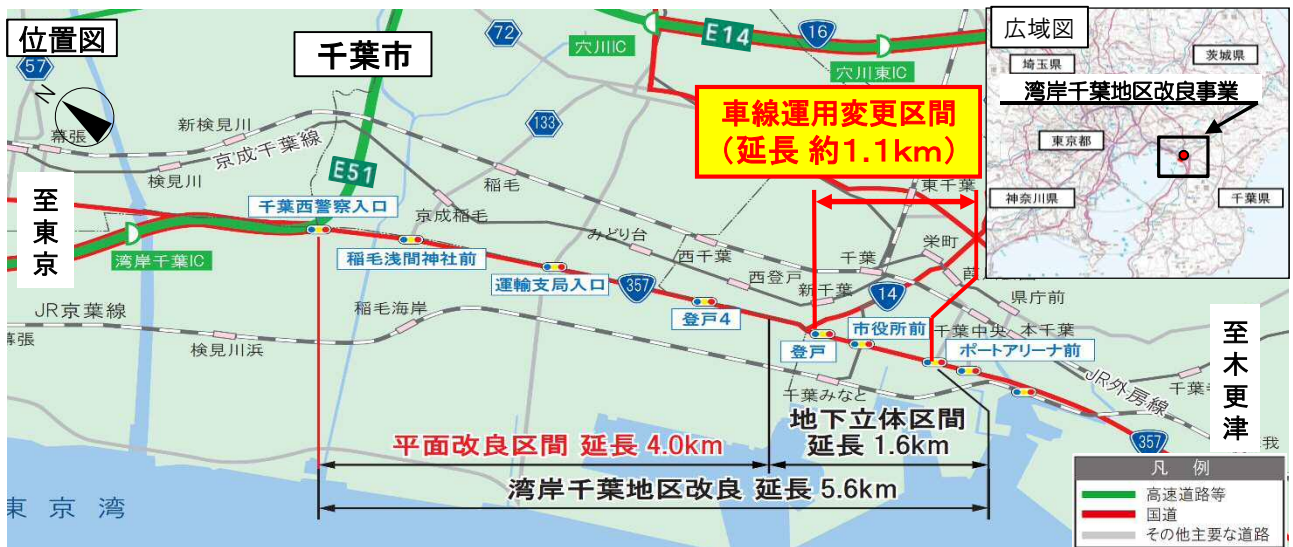 位置図
千葉市
広域図
埼玉県
茨城県
湾岸千葉地区改良事業
東京都
神奈川県
千葉県
57
N
72
E14
16
穴川IC
穴川東IC
133
車線運用変更区間
(延長 約1.1km)
幕張
新検見川
京成千葉線
検見川
E51
稲毛
東千葉
至東京
千葉西警察入口
京成稲毛
みどり台
栄町
湾岸千葉IC
稲毛浅間神社前
西千葉
千葉
運輸支局入口
357
西登戸
新千葉
14
県庁前
JR京葉線
稲毛海岸
登戸4
市役所前
千葉中央
本千葉
幕張
検見川浜
登戸
ポートアリーナ前
至木更津
千葉みなと
JR外房線
千葉寺
357
我
平面改良区間 延長 4.0km
地下立体区間
延長 1.6km
湾岸千葉地区改良 延長 5.6km
東京湾
凡 例
高速道路等
国道
その他主要な道路